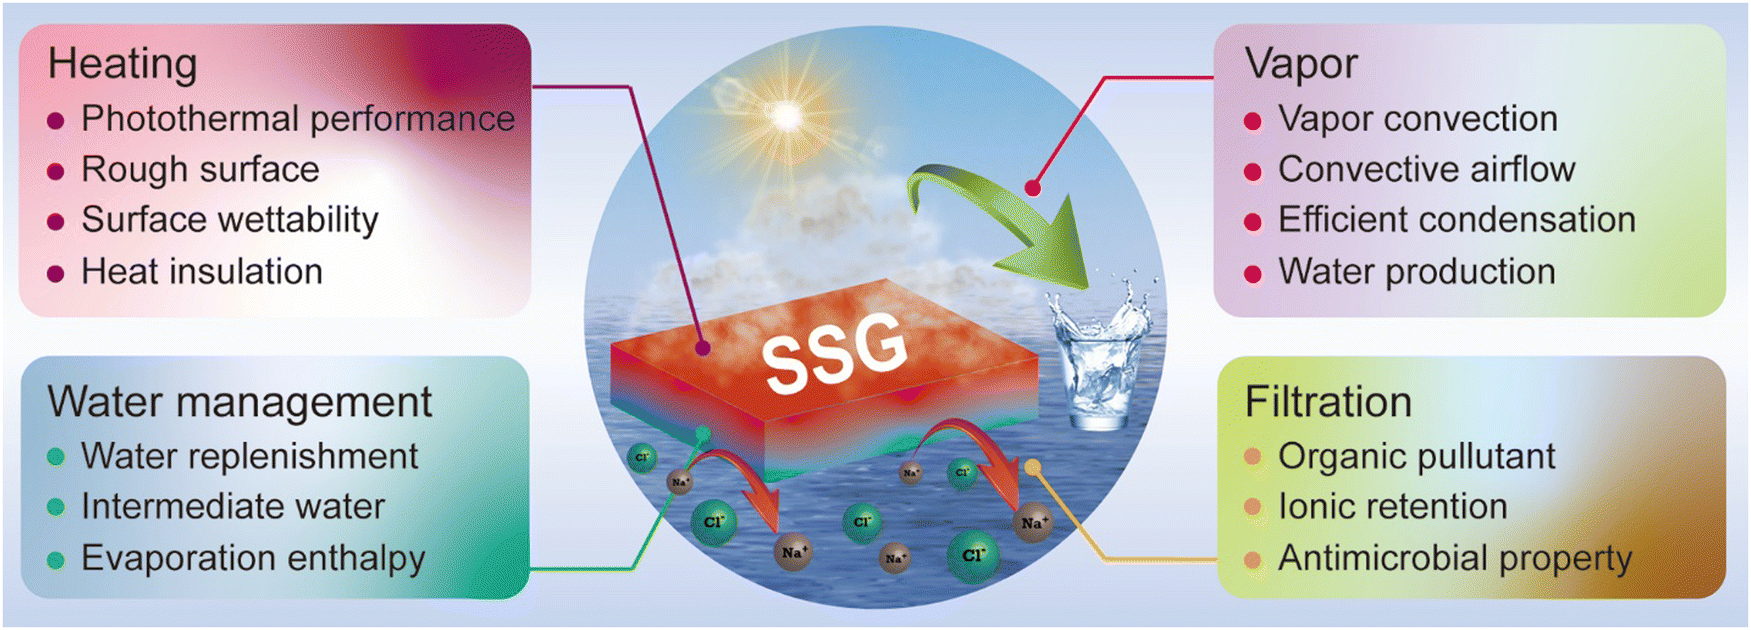 Heating
Photothermal performance
Rough surface
Surface wettability
Heat insulation
Water management
Water replenishment
Intermediate water
Evaporation enthalpy
SSG
Cl-
Na+
Cl-
Na+
Cl-
Na+
Na+
Cl-
Cl-
Na+
Vapor
Vapor convection
Convective airflow
Efficient condensation
Water production
Filtration
Organic pullutant
Ionic retention
Antimicrobial property